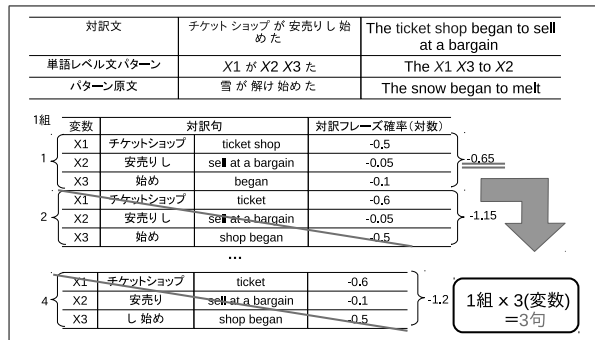 対訳文 チケット ショップ が 安売り し 始めた The ticket shop began to sell at a bargain
単語レベル文パターン X1 が X2 X3 た The X1 X3 to X2
パターン原文 雪 が 解け 始め た The snow began to melt
1組 変数 対訳句 対訳フレーズ確率(対数)
X1 チケットショップ ticket shop -0.5
1 X2 安売り し sell at a bargain -0.05 -0.65
X3 始め began -0.1
X1 チケットショップ ticket -0.6
2 X2 安売り し sell at a bargain -0.05 -1.15
X3 始め shop began -0.5
...
X1 チケットショップ ticket -0.6
4 X2 安売り sell at a bargain -0.1 -1.2
X3 し 始め shop began -0.5
1組 x 3(変数)
=3句